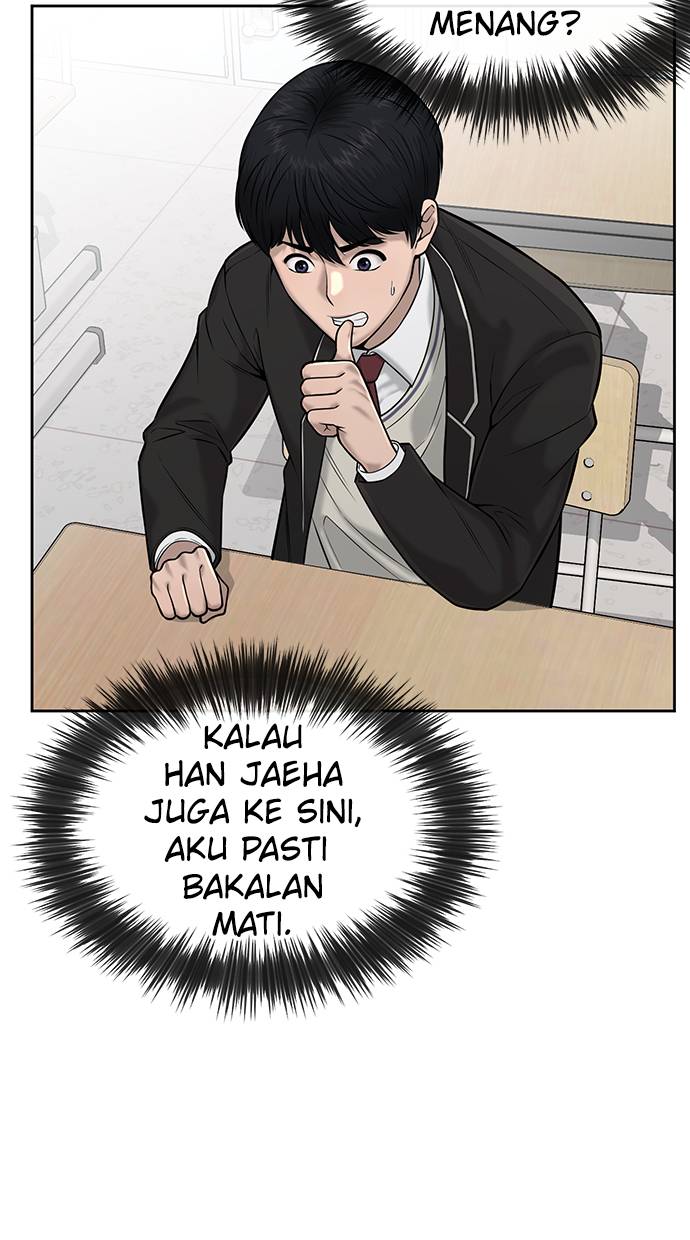 MENANG?
KALAU
HAN JAEHA
JUGA KE SINI,
AKU PASTI
BAKALAN
MATI.